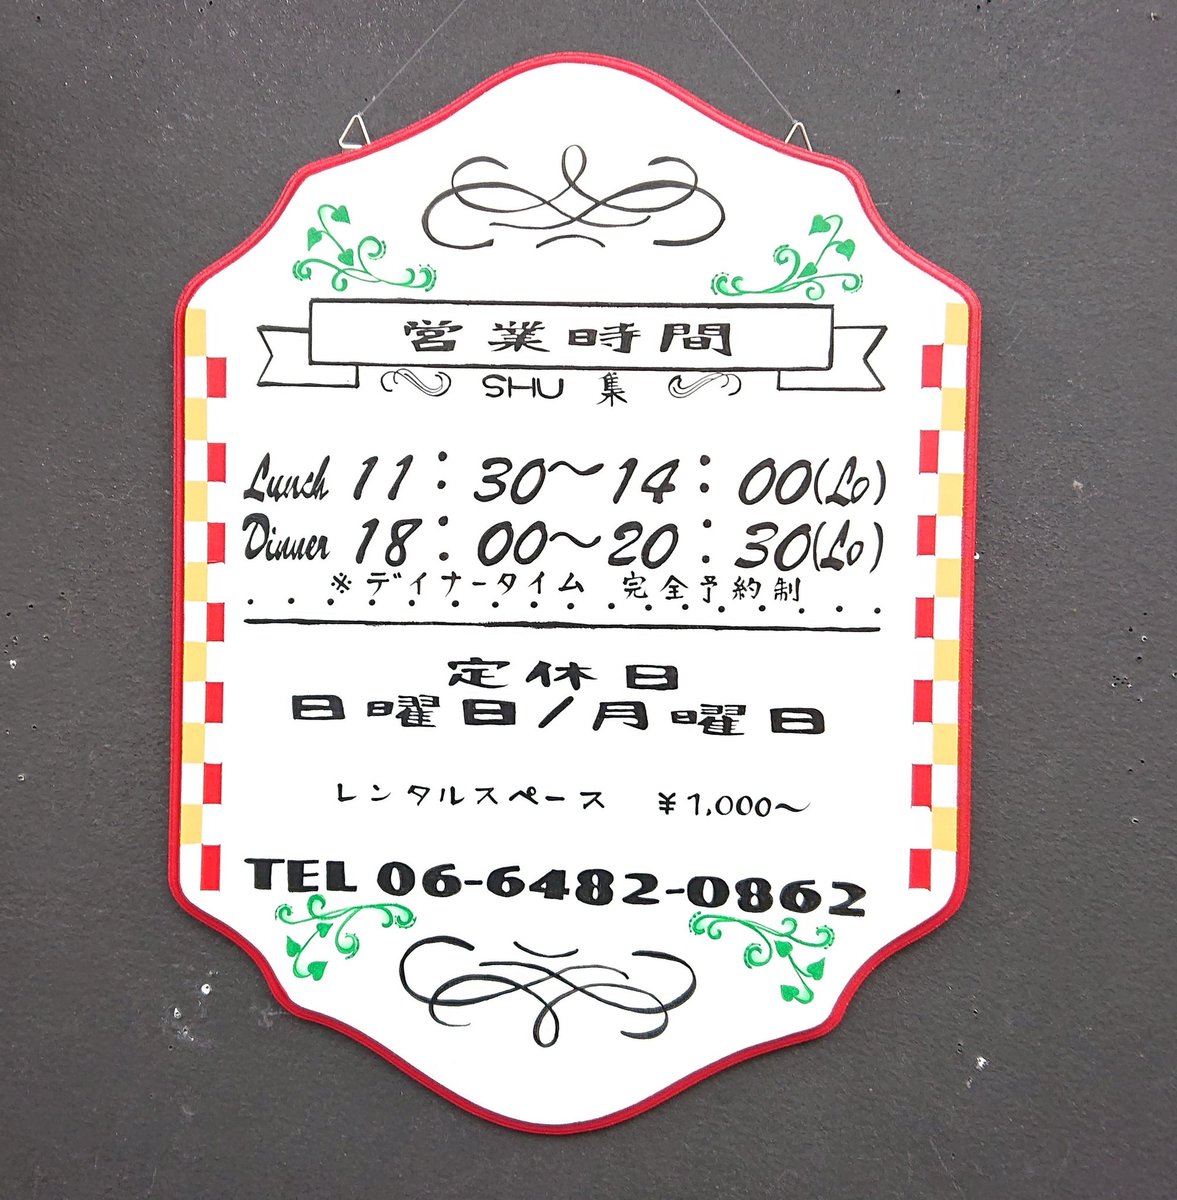 営業時間
SHU 集
Lunch 11:30〜14:00(Lo)
Dinner 18:00〜20:30(Lo)
※ディナータイム 完全予約制
定休日
日曜日/月曜日
レンタルスペース ¥1,000〜
TEL 06-6482-0862